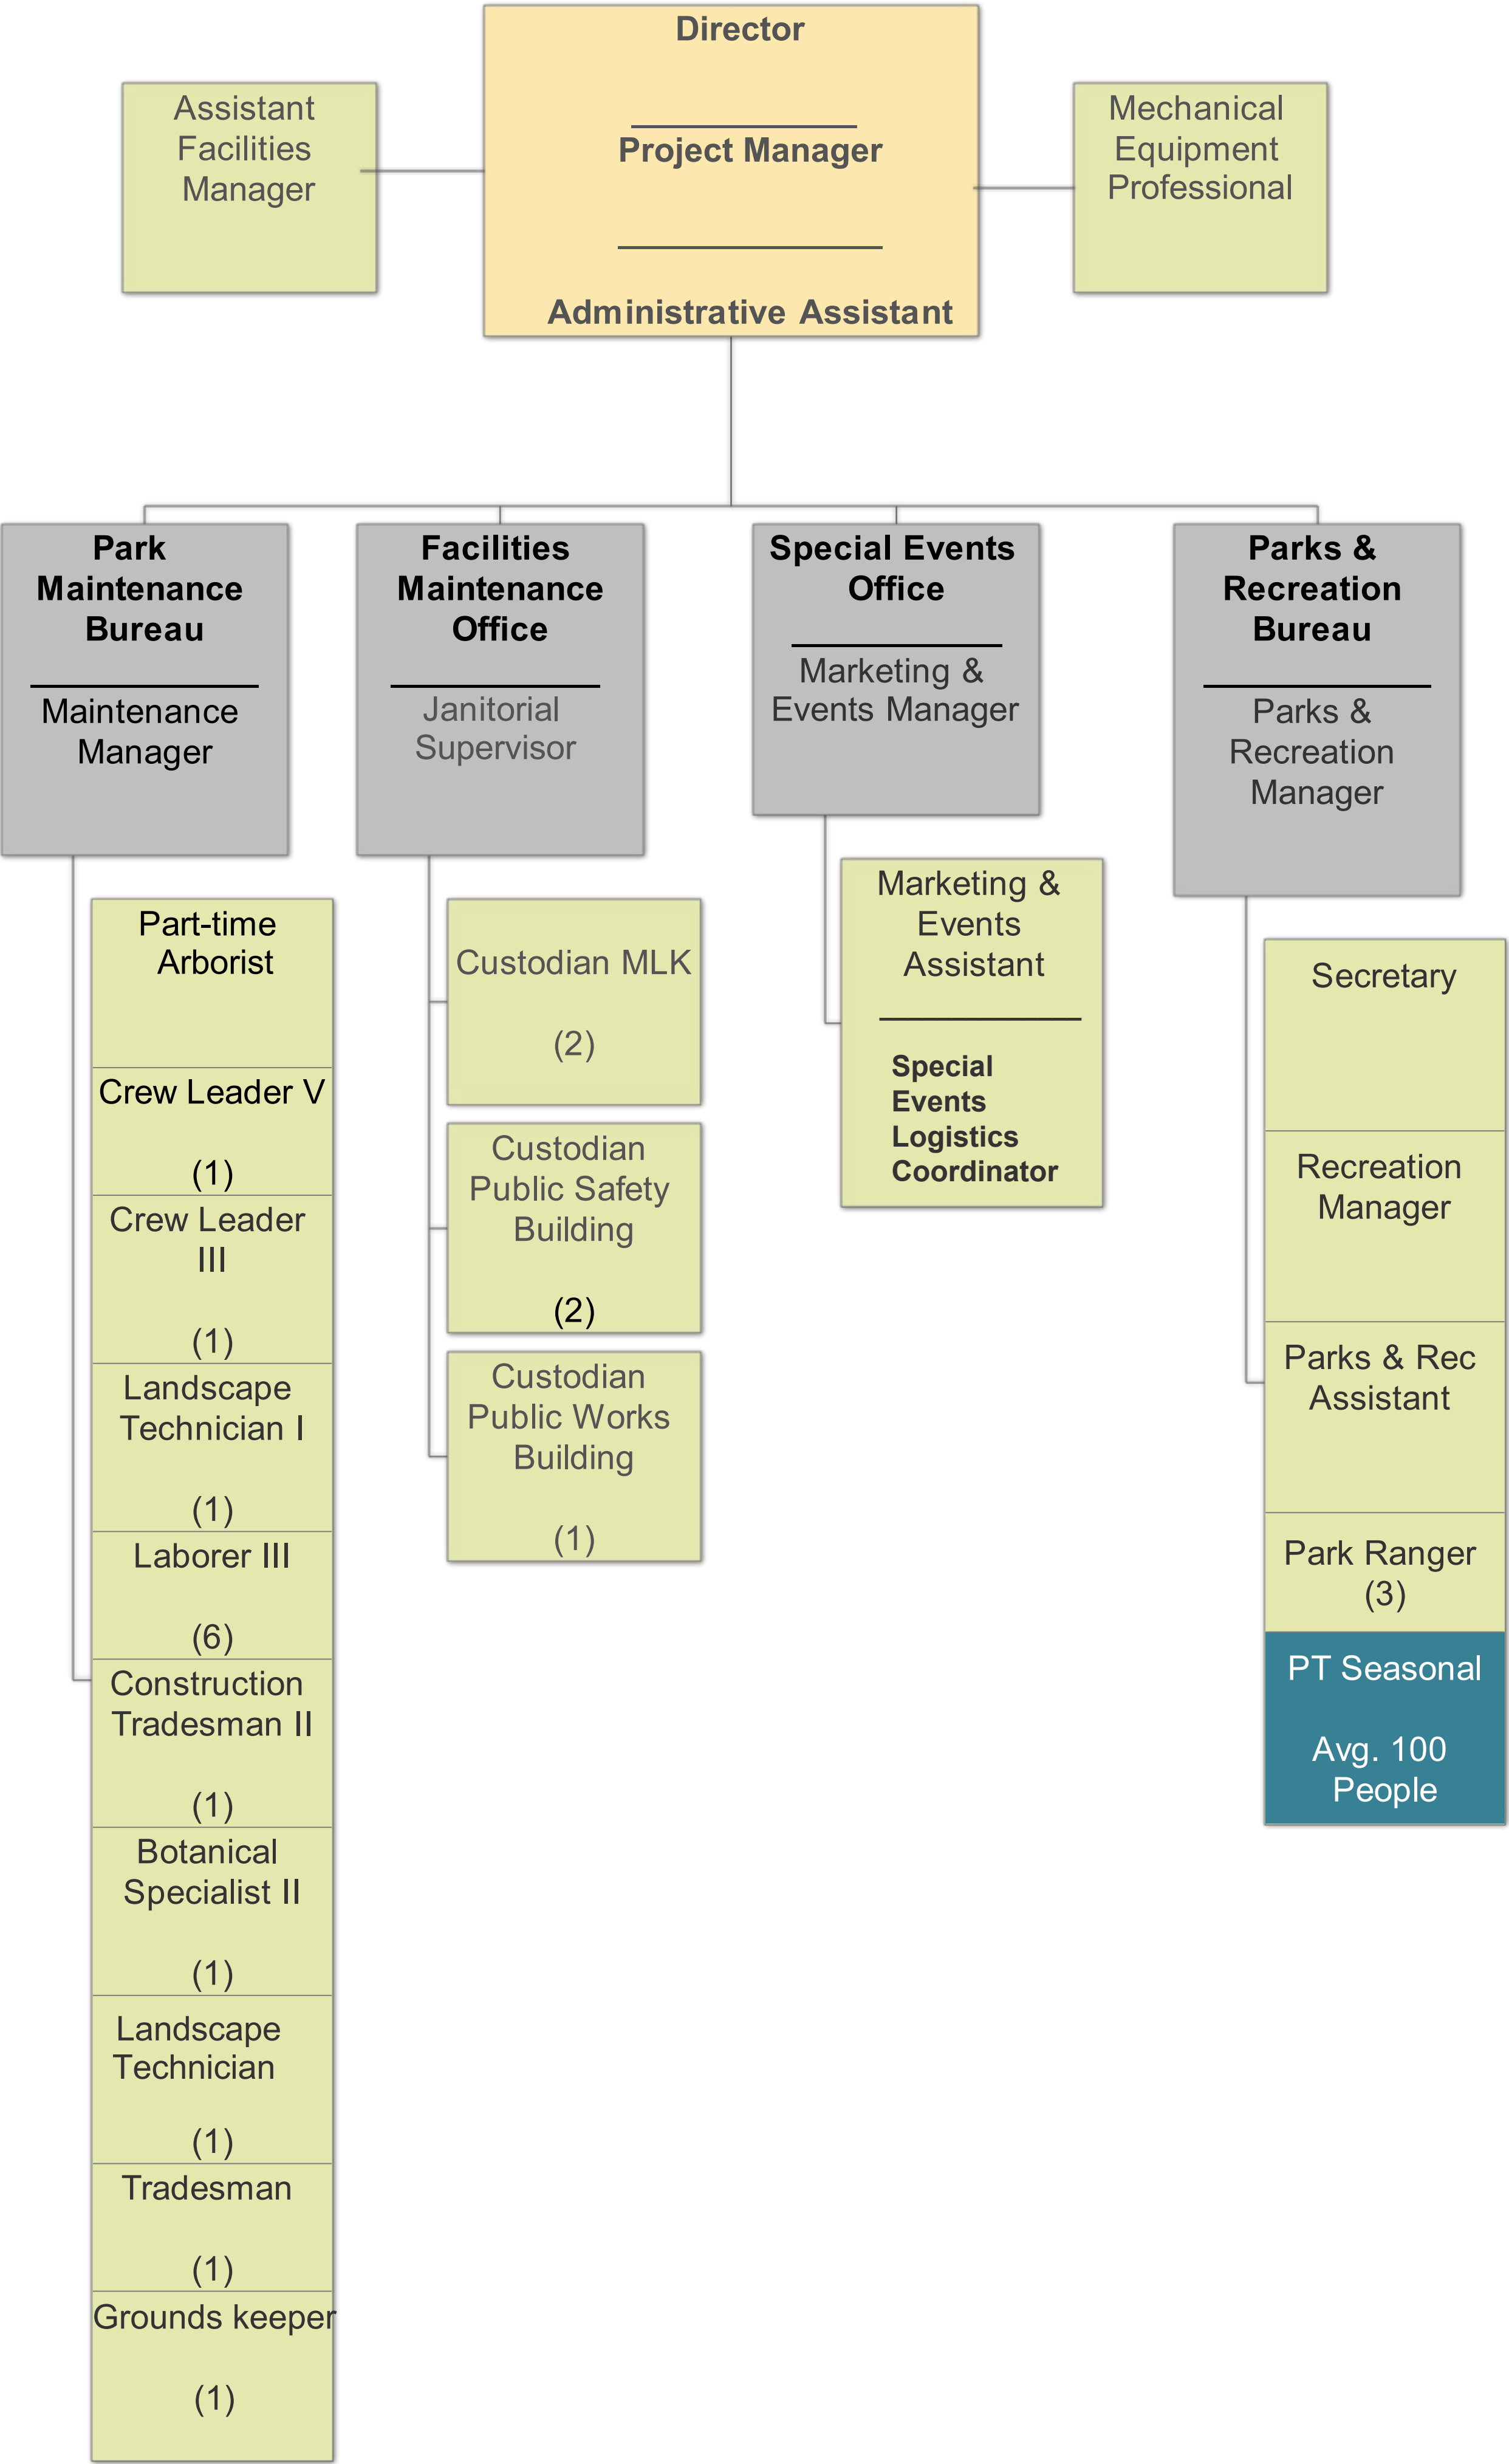 Director
Project Manager
Administrative Assistant
Assistant
Facilities
Manager
Mechanical
Equipment
Professional
Park
Maintenance
Bureau
Maintenance
Manager
Part-time
Arborist
Crew Leader V
(1)
Crew Leader
III
(1)
Landscape
Technician I
(1)
Laborer III
(6)
Construction
Tradesman II
(1)
Botanical
Specialist II
(1)
Landscape
Technician
(1)
Tradesman
(1)
Grounds keeper
(1)
Facilities
Maintenance
Office
Janitorial
Supervisor
Custodian MLK
(2)
Custodian
Public Safety
Building
(2)
Custodian
Public Works
Building
(1)
Special Events
Office
Marketing &
Events Manager
Marketing &
Events
Assistant
Special
Events
Logistics
Coordinator
Parks &
Recreation
Bureau
Parks &
Recreation
Manager
Secretary
Recreation
Manager
Parks & Rec
Assistant
Park Ranger
(3)
PT Seasonal
Avg. 100
People